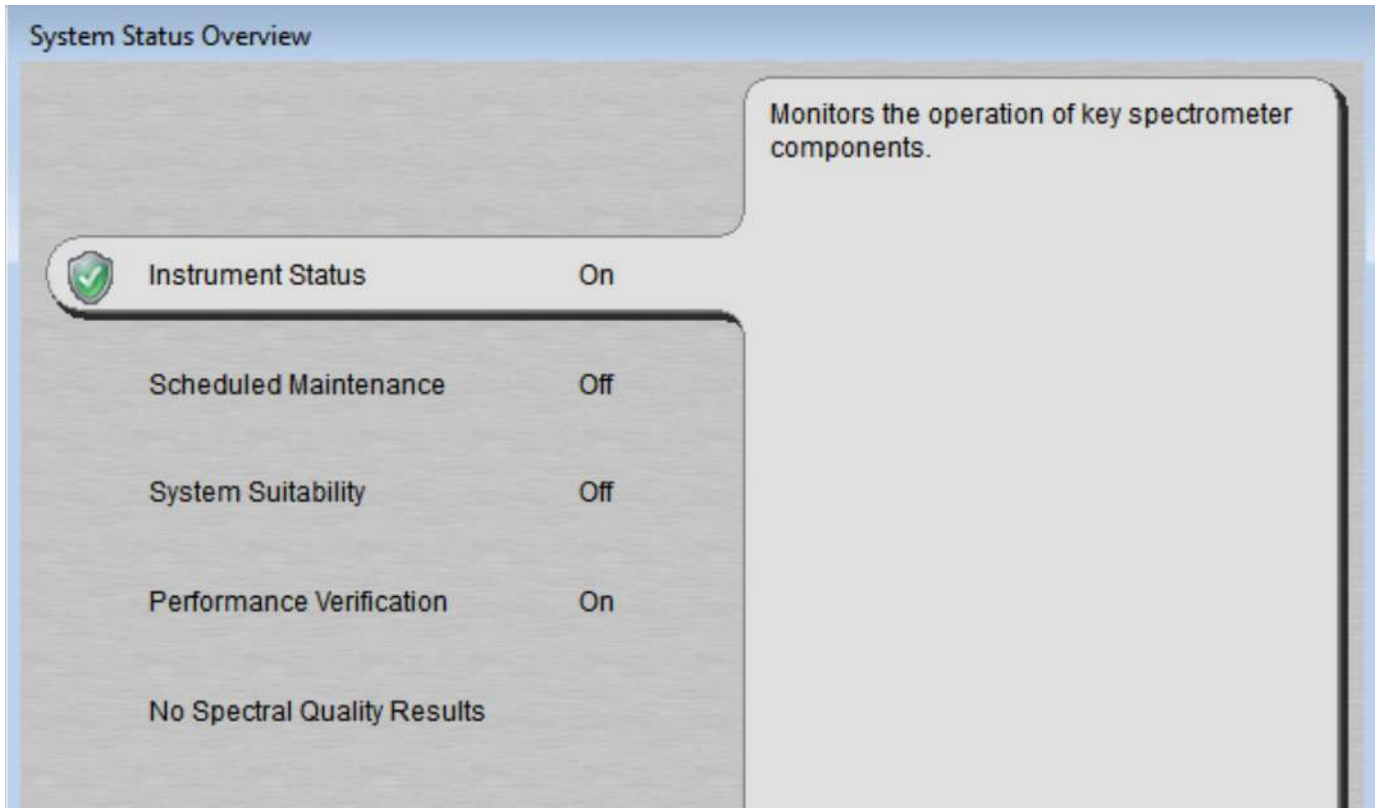 System Status Overview
Monitors the operation of key spectrometer
components.
Instrument Status On
Scheduled Maintenance Off
System Suitability Off
Performance Verification On
No Spectral Quality Results